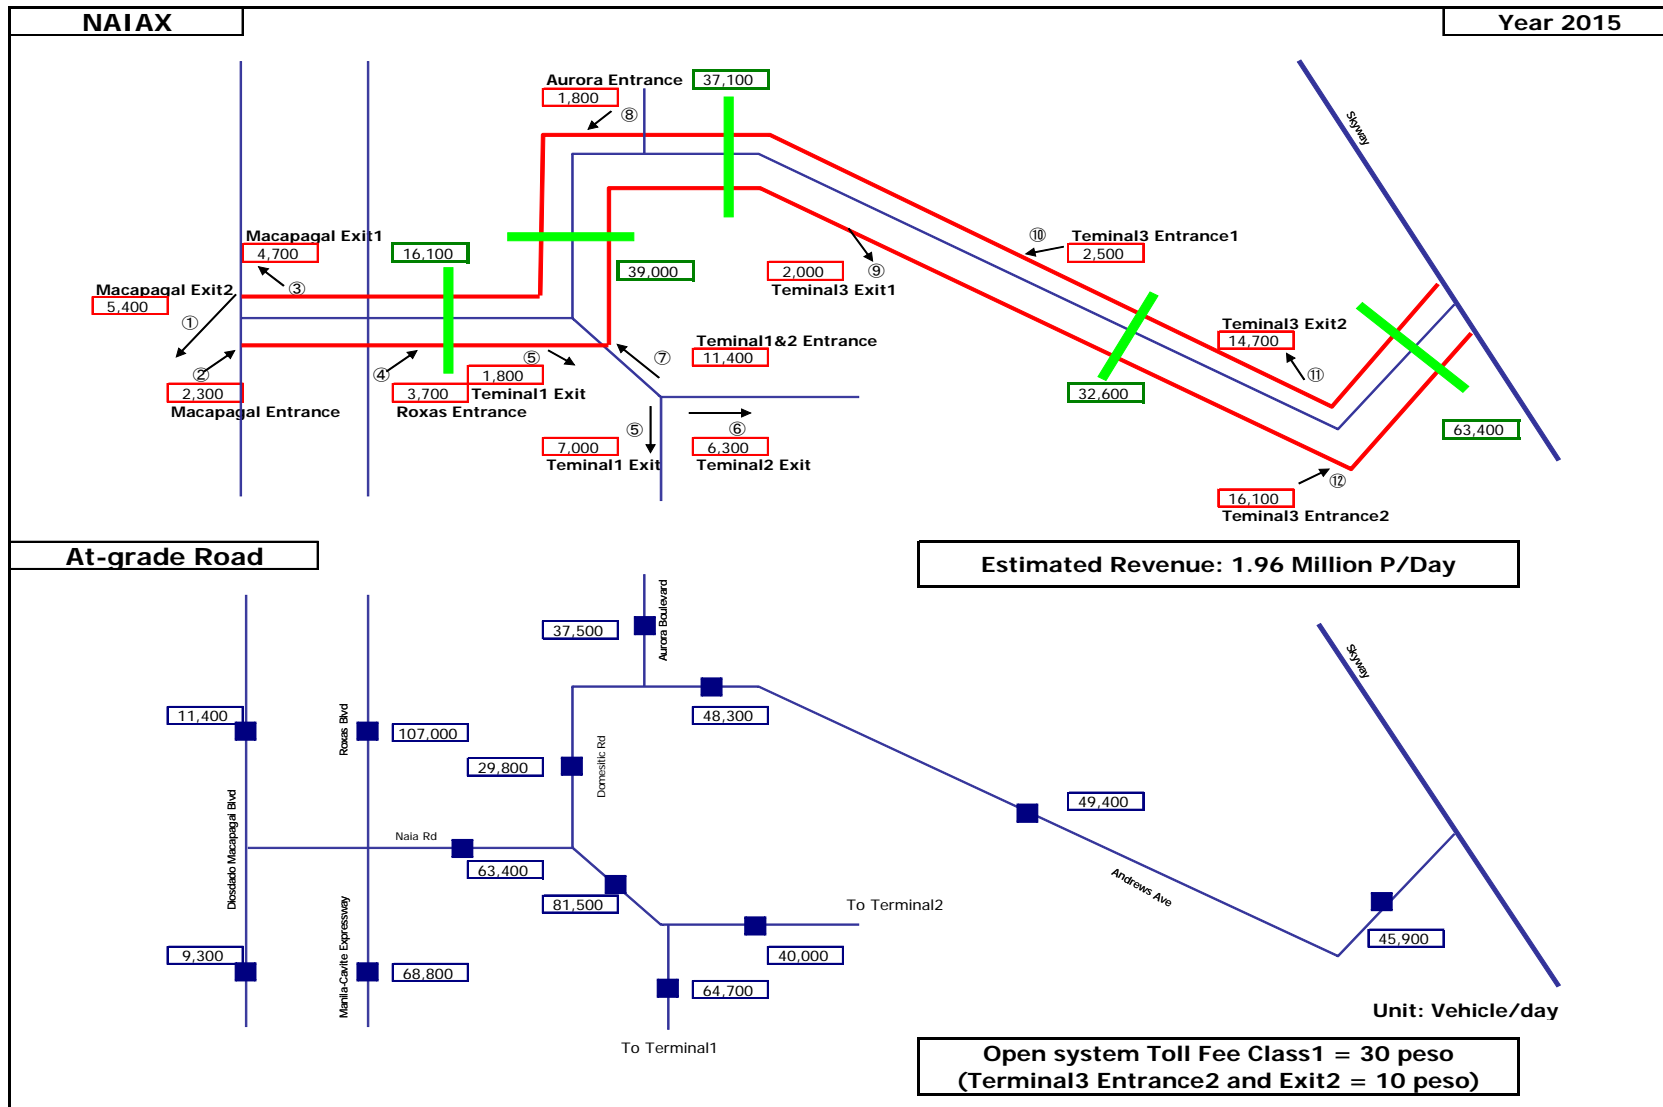 NAIAX
Year 2015
Aurora Entrance
37,100
1,800
⑧
Skyway
Macapagal Exit1
4,700
16,100
⑩
Teminal3 Entrance1
2,500
39,000
2,000
Teminal3 Exit1
⑨
Macapagal Exit2
5,400
③
①
Teminal3 Exit2
14,700
⑪
Teminal1&2 Entrance
11,400
⑦
②
2,300
Macapagal Entrance
④
3,700
Roxas Entrance
⑤
1,800
Teminal1 Exit
32,600
63,400
⑤
7,000
Teminal1 Exit
⑥
6,300
Teminal2 Exit
⑫
16,100
Teminal3 Entrance2
At-grade Road
Estimated Revenue: 1.96 Million P/Day
37,500
Aurora Boulevard
Skyway
11,400
Roxas Blvd
107,000
48,300
29,800
Domesitic Rd
49,400
Diosdado Macapagal Blvd
Naia Rd
63,400
81,500
Andrews Ave
To Terminal2
45,900
9,300
Manila-Cavite Expressway
68,800
40,000
64,700
To Terminal1
Unit: Vehicle/day
Open system Toll Fee Class1 = 30 peso
(Terminal3 Entrance2 and Exit2 = 10 peso)